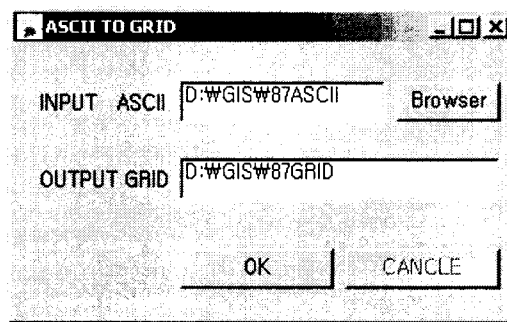 ASCII TO GRID
INPUT ASCII D:₩GIS₩87ASCII Browser
OUTPUT GRID D:₩GIS₩87GRID
OK CANCLE